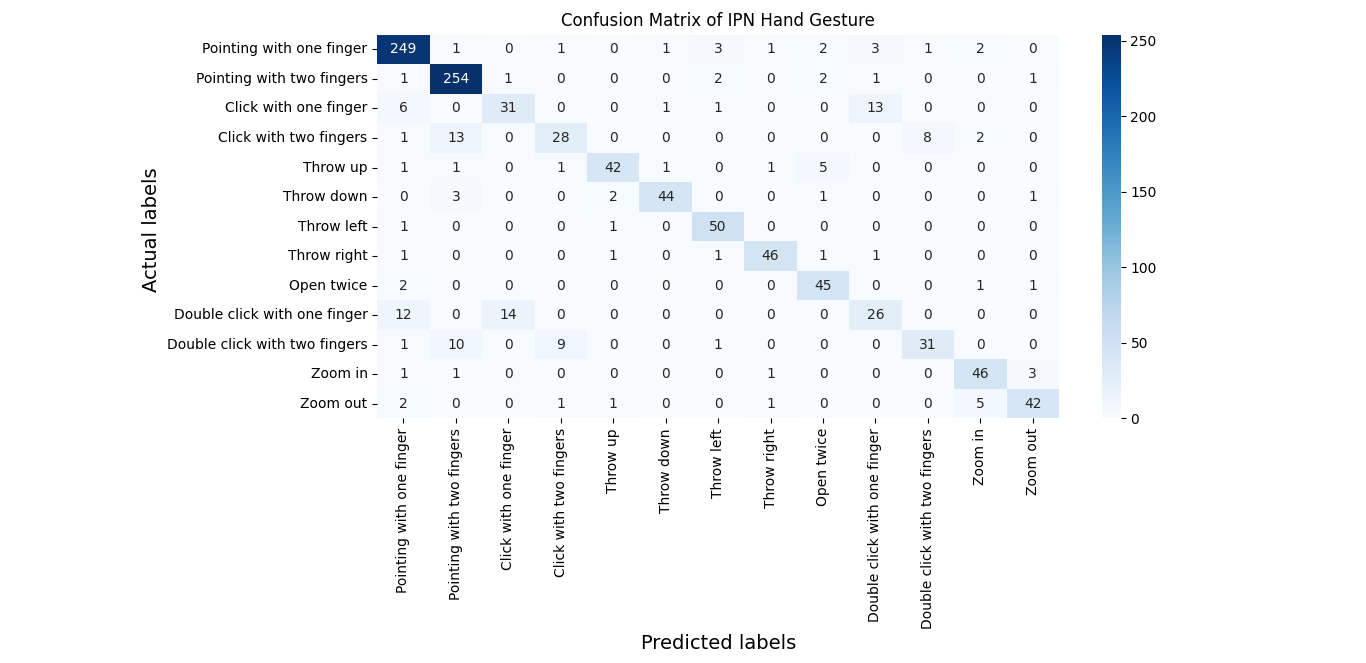 Confusion Matrix of IPN Hand Gesture
Pointing with one finger 249 1 0 1 0 1 3 1 2 3 1 2 0
Pointing with two fingers 1 254 1 0 0 0 2 0 2 1 0 0 1
Click with one finger 6 0 31 0 0 1 1 0 0 13 0 0 0
Click with two fingers 1 13 0 28 0 0 0 0 0 0 8 2 0
Throw up 1 1 0 1 42 1 0 1 5 0 0 0 0
Throw down 0 3 0 0 2 44 0 0 1 0 0 0 1
Throw left 1 0 0 0 1 0 50 0 0 0 0 0 0
Throw right 1 0 0 0 1 0 1 46 1 1 0 0 0
Open twice 2 0 0 0 0 0 0 0 45 0 0 1 1
Double click with one finger 12 0 14 0 0 0 0 0 0 26 0 0 0
Double click with two fingers 1 10 0 9 0 0 1 0 0 0 31 0 0
Zoom in 1 1 0 0 0 0 0 1 0 0 0 46 3
Zoom out 2 0 0 1 1 0 0 1 0 0 0 5 42
Actual labels
Pointing with one finger
Pointing with two fingers
Click with one finger
Click with two fingers
Throw up
Throw down
Throw left
Throw right
Open twice
Double click with one finger
Double click with two fingers
Zoom in
Zoom out
Predicted labels
250
200
150
100
50
0